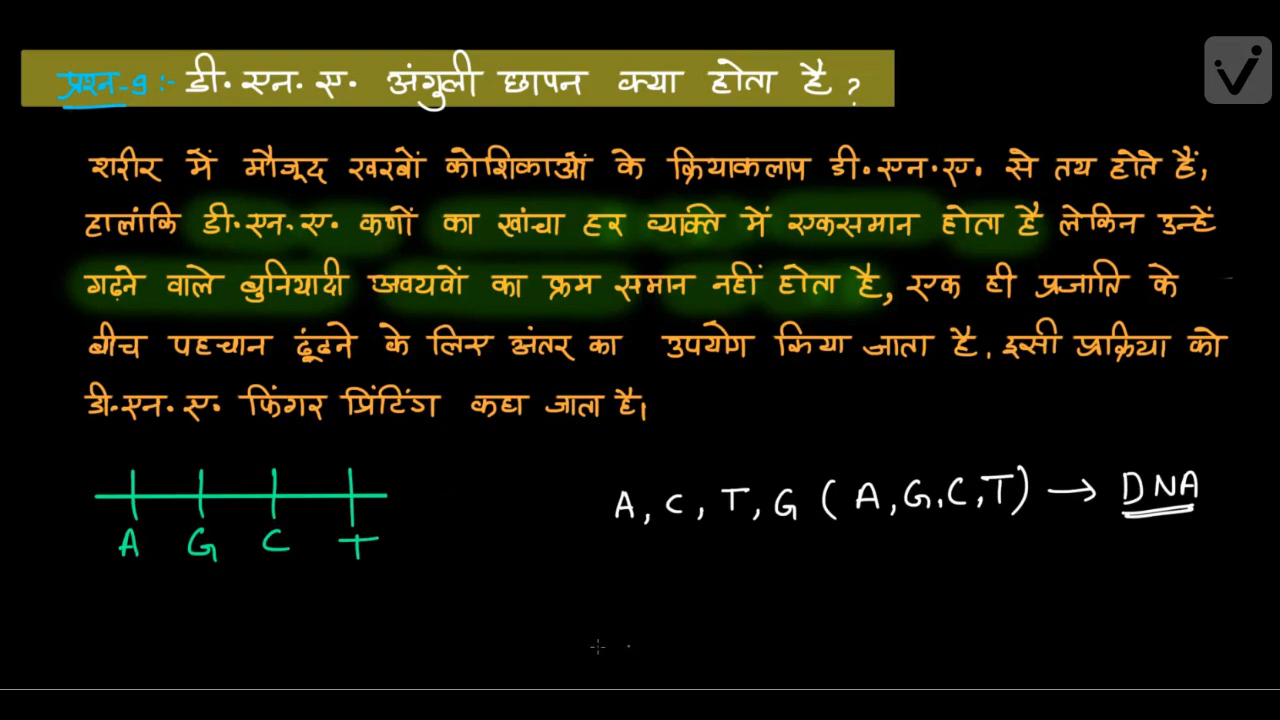 प्रश्न-9:- डी.एन.ए. अंगुली छापन क्या होता है?
शरीर में मौजूद खरबों कोशिकाओं के क्रियाकलाप डी.एन.ए. से तय होते हैं,
हालांकि डी.एन.ए. कणों का खांचा हर व्यक्ति में एकसमान होता है लेकिन उन्हें
गढ़ने वाले बुनियादी अवयवों का क्रम समान नहीं होता है, एक ही प्रजाति के
बीच पहचान ढूंढने के लिए अंतर का उपयोग किया जाता है. इसी प्रक्रिया को
डी.एन.ए. फिंगर प्रिंटिंग कहा जाता है।
A G C T
A, C, T, G (A, G, C, T) → DNA